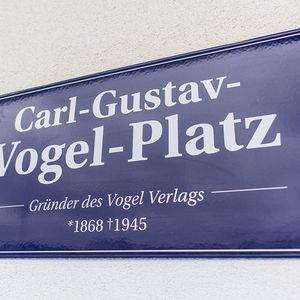 Carl-Gustav-
Vogel-Platz
Gründer des Vogel Verlags
*1868 †1945